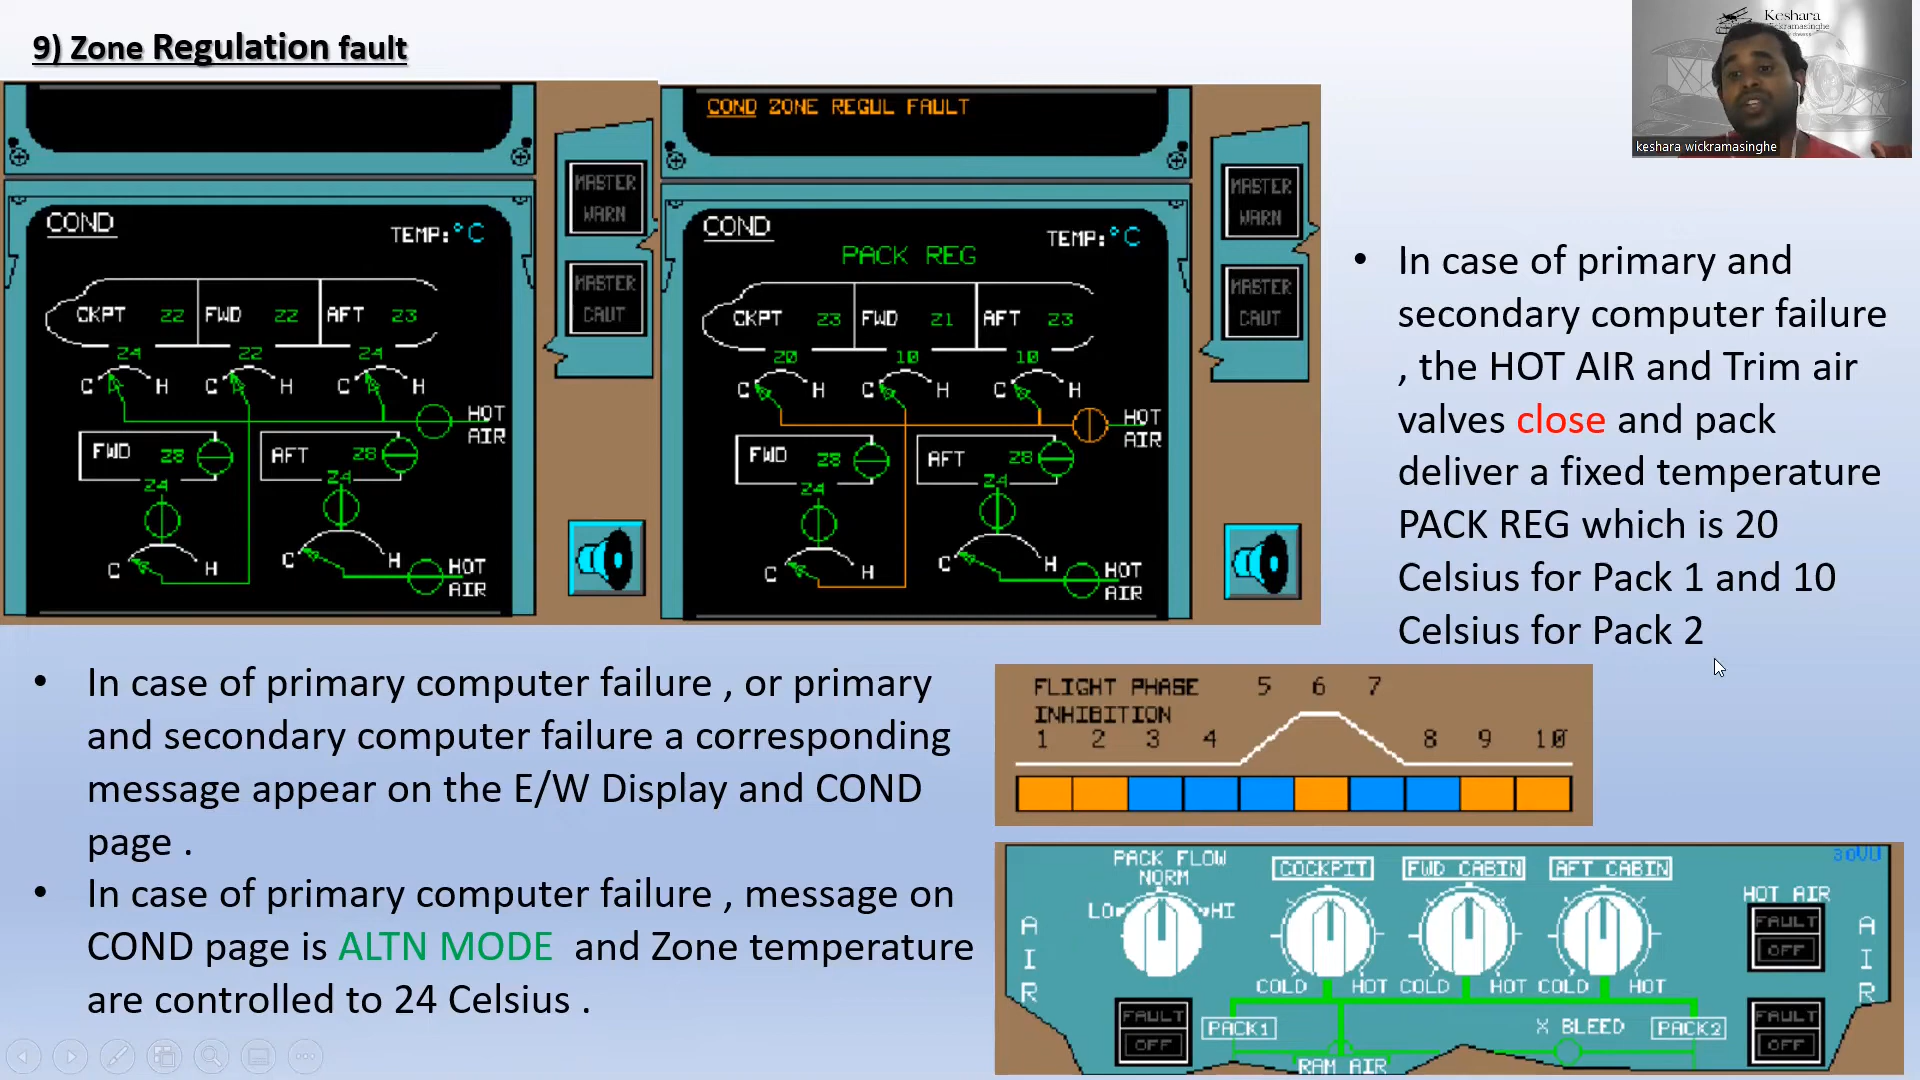 9) Zone Regulation fault
Keshara
Wickramasinghe
keshara wickramasinghe
MASTER
WARN
MASTER
CAUT
COND
TEMP:°C
CKPT 22 FWD 22 AFT 23
24 22 24
C H C H C H
HOT
AIR
FWD 28
AFT 28
24 24
C H
C H
HOT
AIR
COND ZONE REGUL FAULT
MASTER
WARN
MASTER
CAUT
COND
TEMP:°C
PACK REG
CKPT 23 FWD 21 AFT 23
20 10 10
C H C H C H
HOT
AIR
FWD 28
AFT 28
24 24
C H
C H
HOT
AIR
• In case of primary and
secondary computer failure
, the HOT AIR and Trim air
valves close and pack
deliver a fixed temperature
PACK REG which is 20
Celsius for Pack 1 and 10
Celsius for Pack 2
• In case of primary computer failure , or primary
and secondary computer failure a corresponding
message appear on the E/W Display and COND
page .
• In case of primary computer failure , message on
COND page is ALTN MODE and Zone temperature
are controlled to 24 Celsius .
FLIGHT PHASE
INHIBITION
1 2 3 4 5 6 7 8 9 10
30VU
PACK FLOW
NORM
LO HI
COCKPIT
FWD CABIN
AFT CABIN
HOT AIR
FAULT
OFF
AIR
AIR
COLD HOT COLD HOT COLD HOT
FAULT
OFF
PACK1
X BLEED
PACK2
FAULT
OFF
RAM AIR